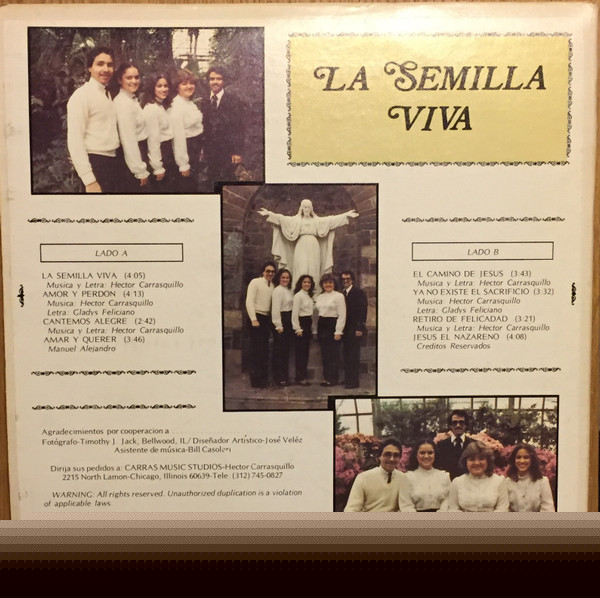 LA SEMILLA
VIVA
LADO A
LA SEMILLA VIVA (4:05)
Musica y Letra: Hector Carrasquillo
AMOR Y PERDON (4:13)
Musica: Hector Carrasquillo
Letra: Gladys Feliciano
CANTEMOS ALEGRE (2:42)
Musica y Letra: Hector Carrasquillo
AMAR Y QUERER (3:46)
Manuel Alejandro
LADO B
EL CAMINO DE JESUS (3:43)
Musica y Letra: Hector Carrasquillo
YA NO EXISTE EL SACRIFICIO (3:32)
Musica: Hector Carrasquillo
Letra: Gladys Feliciano
RETIRO DE FELICADAD (3:21)
Musica y Letra: Hector Carrasquillo
JESUS EL NAZARENO (4:08)
Creditos Reservados
Agradecimientos por cooperacion a
Fotógrafo-Timothy J. Jack, Bellwood, IL/Diseñador Artístico-José Veléz
Asistente de música-Bill Casolari
Dirija sus pedidos a: CARRAS MUSIC STUDIOS-Hector Carrasquillo
2215 North Lamon-Chicago, Illinois 60639-Tele (312) 745-0827
WARNING: All rights reserved. Unauthorized duplication is a violation
of applicable laws.